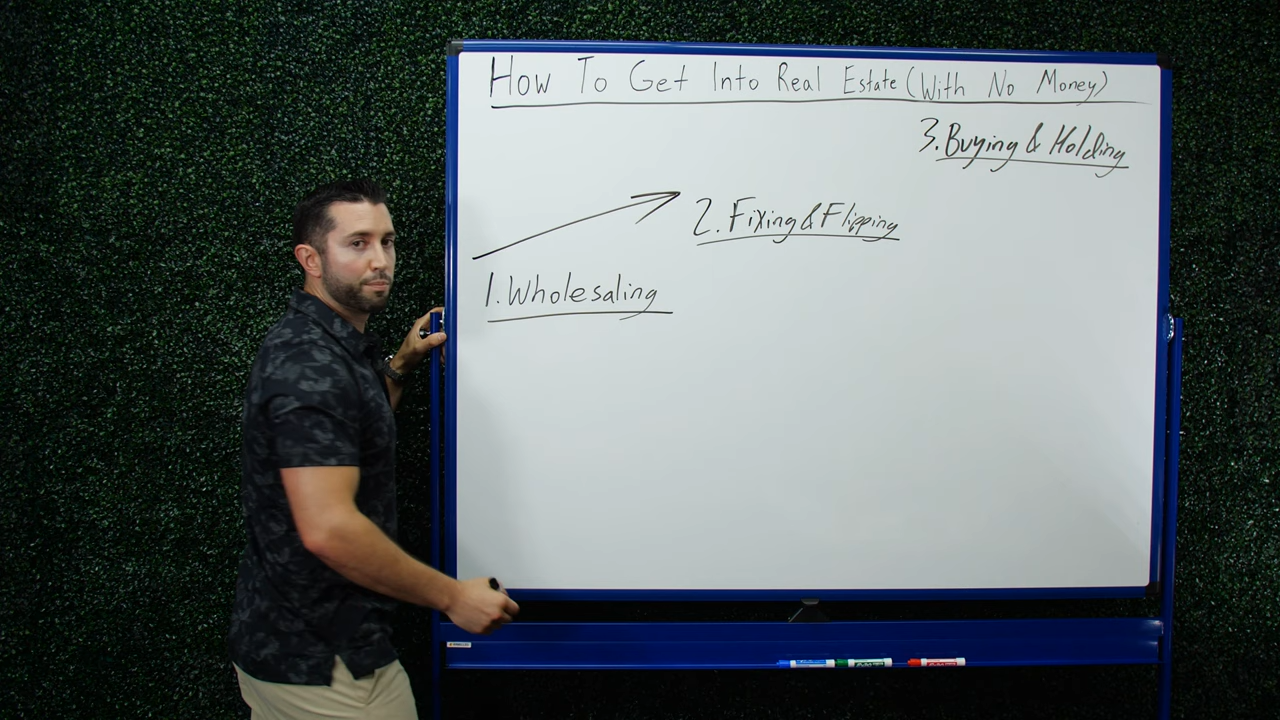 How To Get Into Real Estate (With No Money)
3. Buying & Holding
2. Fixing & Flipping
1. Wholesaling